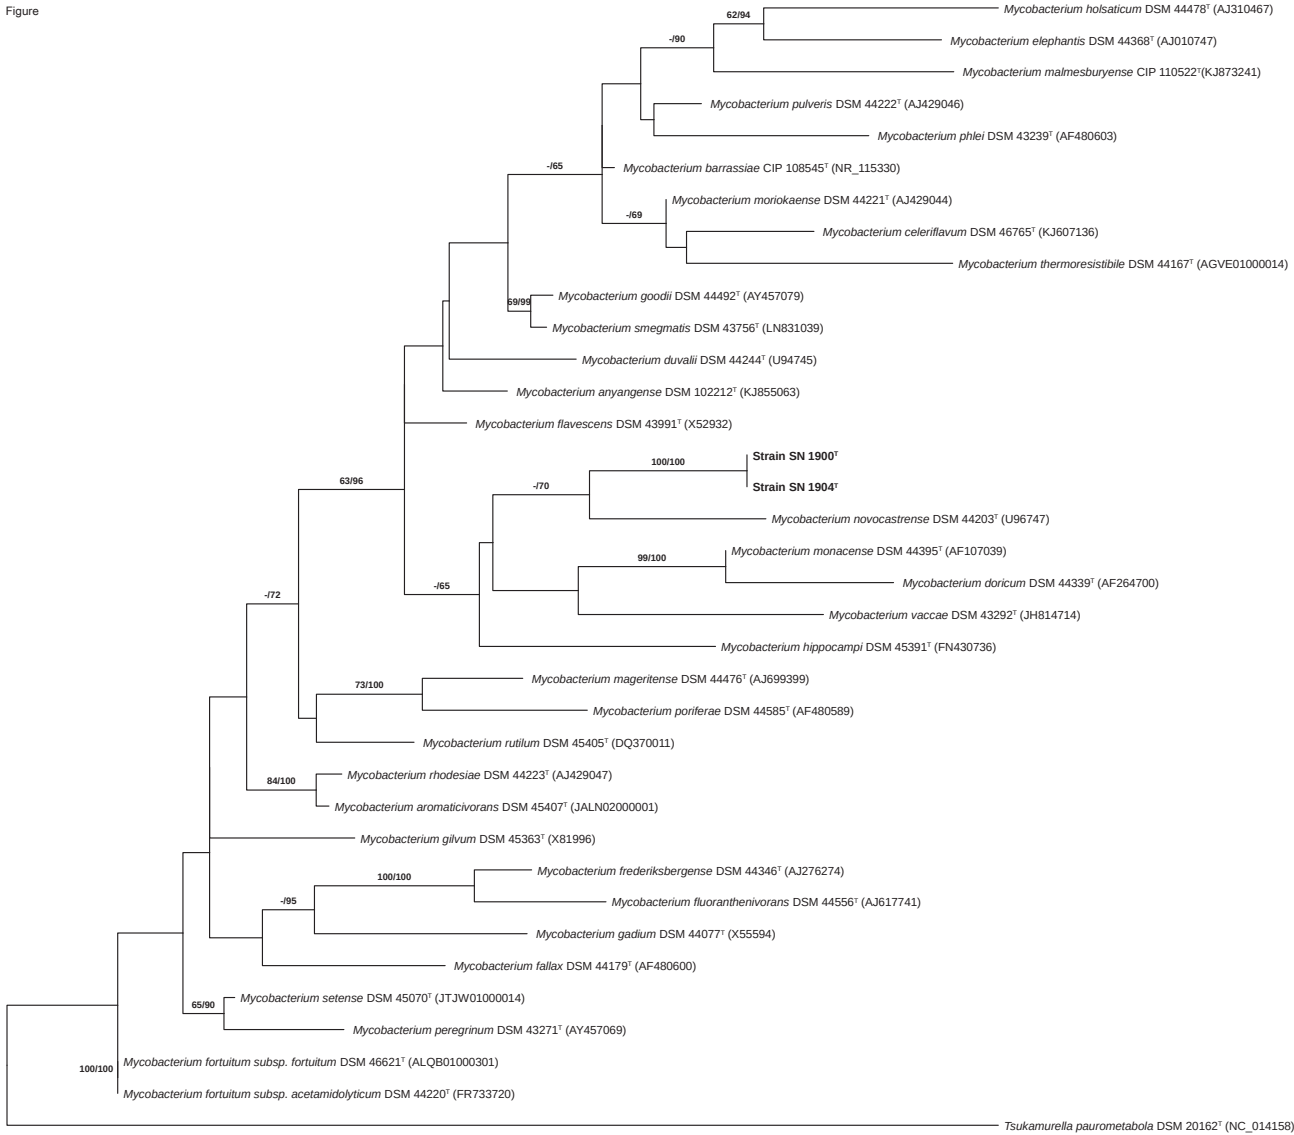 Figure
62/94
Mycobacterium holsaticum DSM 44478ᵀ (AJ310467)
-/90
Mycobacterium elephantis DSM 44368ᵀ (AJ010747)
Mycobacterium malmesburyense CIP 110522ᵀ(KJ873241)
Mycobacterium pulveris DSM 44222ᵀ (AJ429046)
Mycobacterium phlei DSM 43239ᵀ (AF480603)
-/65
Mycobacterium barrassiae CIP 108545ᵀ (NR_115330)
Mycobacterium moriokaense DSM 44221ᵀ (AJ429044)
-/69
Mycobacterium celeriflavum DSM 46765ᵀ (KJ607136)
Mycobacterium thermoresistibile DSM 44167ᵀ (AGVE01000014)
69/99
Mycobacterium goodii DSM 44492ᵀ (AY457079)
Mycobacterium smegmatis DSM 43756ᵀ (LN831039)
Mycobacterium duvalii DSM 44244ᵀ (U94745)
Mycobacterium anyangense DSM 102212ᵀ (KJ855063)
Mycobacterium flavescens DSM 43991ᵀ (X52932)
100/100
Strain SN 1900ᵀ
63/96
-/70
Strain SN 1904ᵀ
Mycobacterium novocastrense DSM 44203ᵀ (U96747)
99/100
Mycobacterium monacense DSM 44395ᵀ (AF107039)
-/65
Mycobacterium doricum DSM 44339ᵀ (AF264700)
-/72
Mycobacterium vaccae DSM 43292ᵀ (JH814714)
Mycobacterium hippocampi DSM 45391ᵀ (FN430736)
73/100
Mycobacterium mageritense DSM 44476ᵀ (AJ699399)
Mycobacterium poriferae DSM 44585ᵀ (AF480589)
Mycobacterium rutilum DSM 45405ᵀ (DQ370011)
84/100
Mycobacterium rhodesiae DSM 44223ᵀ (AJ429047)
Mycobacterium aromaticivorans DSM 45407ᵀ (JALN02000001)
Mycobacterium gilvum DSM 45363ᵀ (X81996)
100/100
Mycobacterium frederiksbergense DSM 44346ᵀ (AJ276274)
-/95
Mycobacterium fluoranthenivorans DSM 44556ᵀ (AJ617741)
Mycobacterium gadium DSM 44077ᵀ (X55594)
Mycobacterium fallax DSM 44179ᵀ (AF480600)
65/90
Mycobacterium setense DSM 45070ᵀ (JTJW01000014)
Mycobacterium peregrinum DSM 43271ᵀ (AY457069)
100/100
Mycobacterium fortuitum subsp. fortuitum DSM 46621ᵀ (ALQB01000301)
Mycobacterium fortuitum subsp. acetamidolyticum DSM 44220ᵀ (FR733720)
Tsukamurella paurometabola DSM 20162ᵀ (NC_014158)